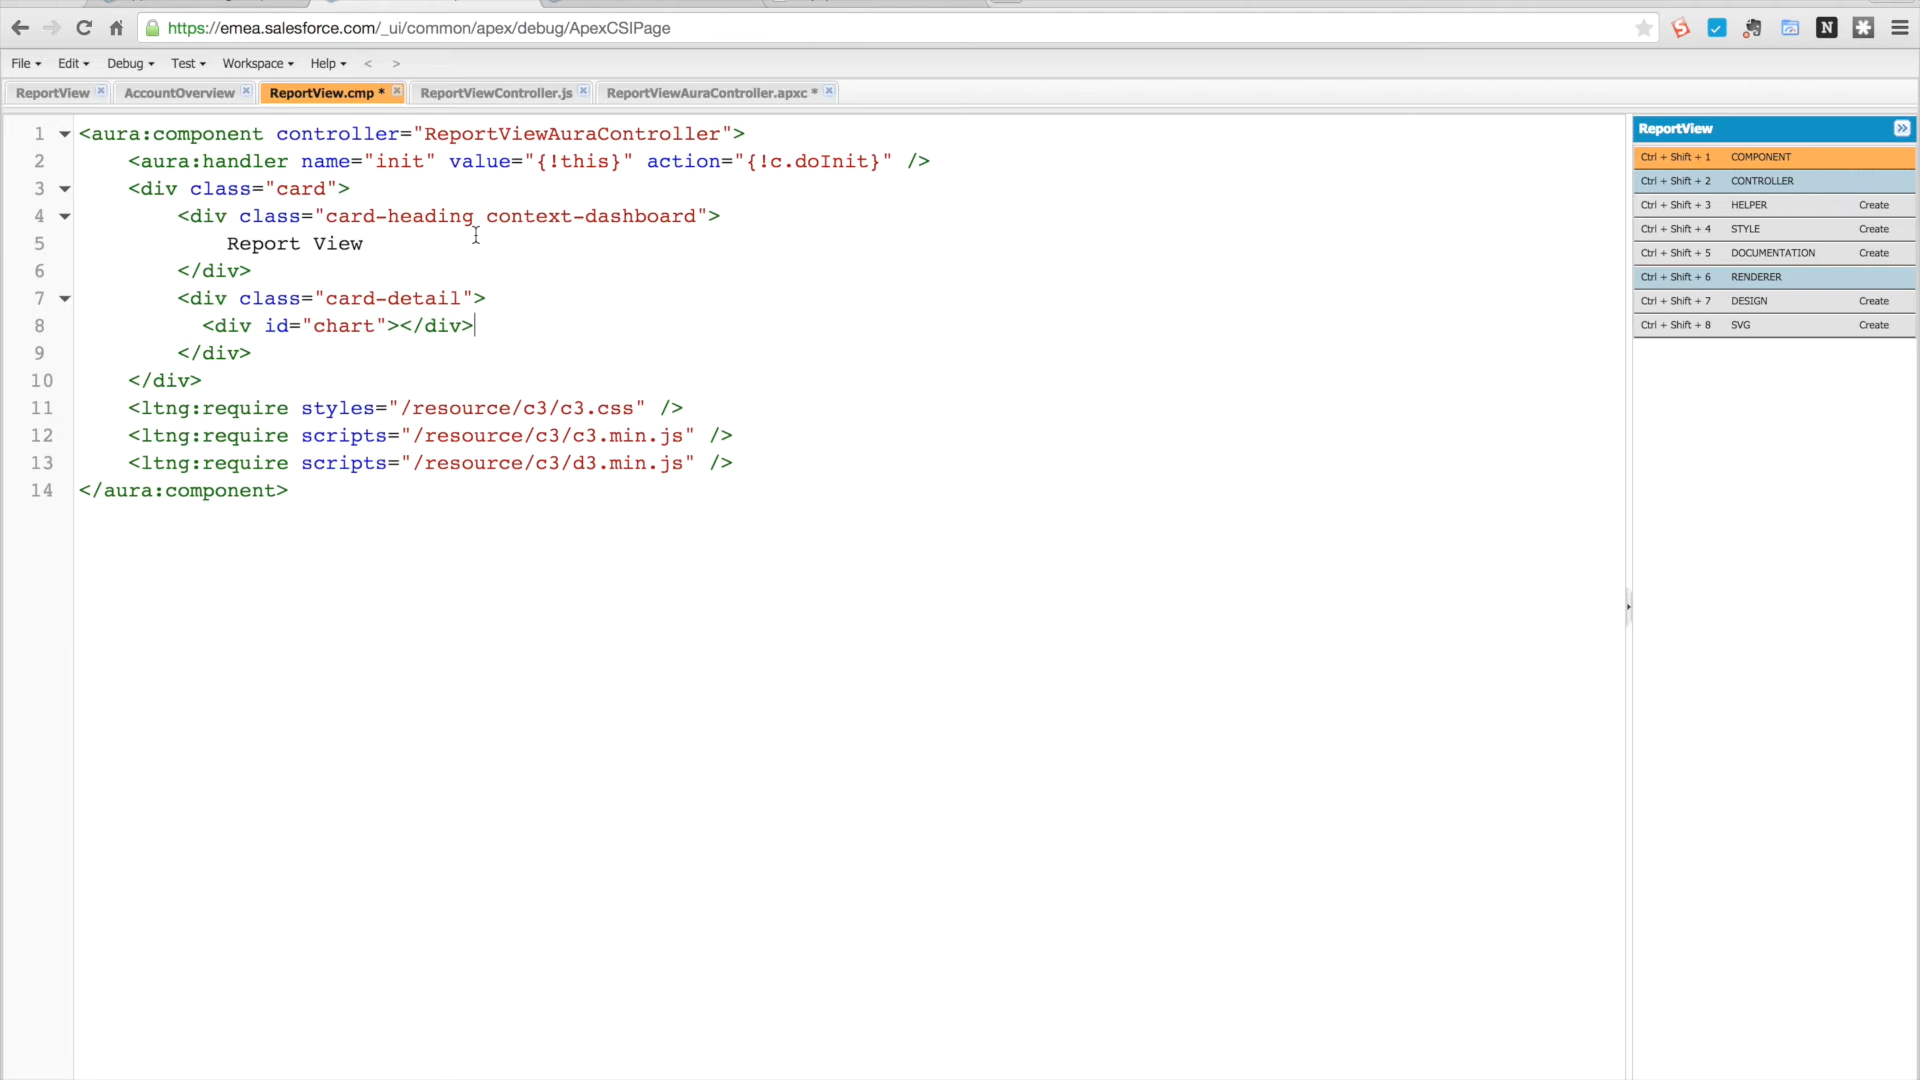 https://emea.salesforce.com/_ui/common/apex/debug/ApexCSIPage
File Edit Debug Test Workspace Help < >
ReportView AccountOverview ReportView.cmp * ReportViewController.js ReportViewAuraController.apxc *
1 <aura:component controller="ReportViewAuraController">
2 <aura:handler name="init" value="{!this}" action="{!c.doInit}" />
3 <div class="card">
4 <div class="card-heading context-dashboard">
5 Report View
6 </div>
7 <div class="card-detail">
8 <div id="chart"></div>
9 </div>
10 </div>
11 <ltng:require styles="/resource/c3/c3.css" />
12 <ltng:require scripts="/resource/c3/c3.min.js" />
13 <ltng:require scripts="/resource/c3/d3.min.js" />
14 </aura:component>
ReportView
Ctrl + Shift + 1 COMPONENT
Ctrl + Shift + 2 CONTROLLER
Ctrl + Shift + 3 HELPER Create
Ctrl + Shift + 4 STYLE Create
Ctrl + Shift + 5 DOCUMENTATION Create
Ctrl + Shift + 6 RENDERER
Ctrl + Shift + 7 DESIGN Create
Ctrl + Shift + 8 SVG Create